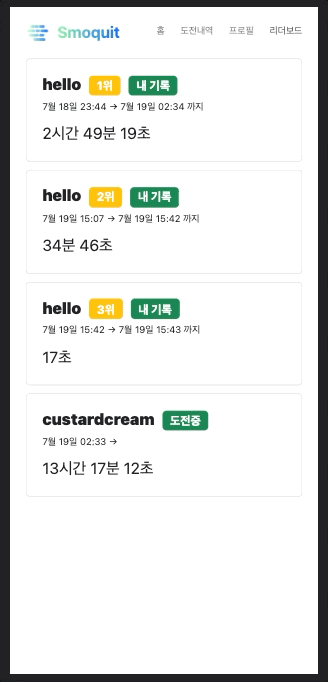 Smoquit 홈 도전내역 프로필 리더보드
hello 1위 내 기록
7월 18일 23:44 → 7월 19일 02:34 까지
2시간 49분 19초
hello 2위 내 기록
7월 19일 15:07 → 7월 19일 15:42 까지
34분 46초
hello 3위 내 기록
7월 19일 15:42 → 7월 19일 15:43 까지
17초
custardcream 도전중
7월 19일 02:33 →
13시간 17분 12초